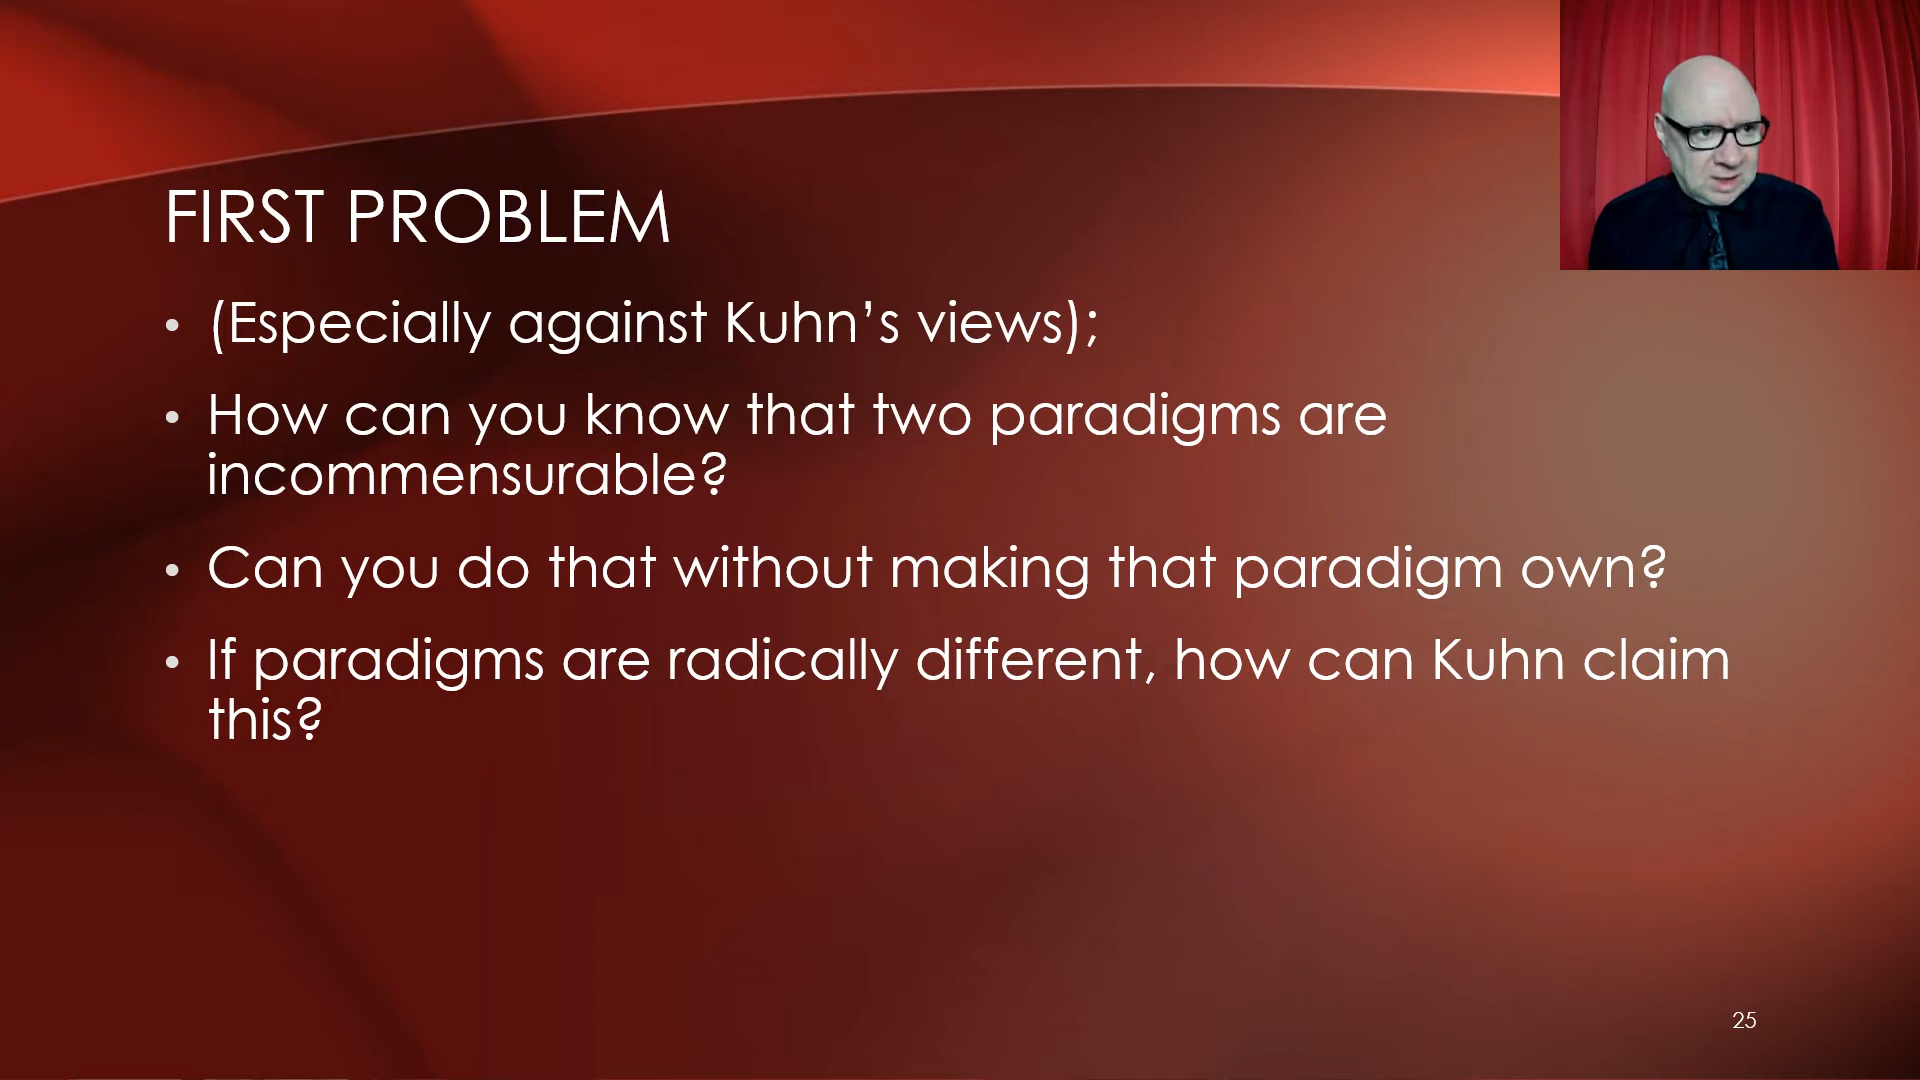 FIRST PROBLEM
• (Especially against Kuhn’s views);
• How can you know that two paradigms are
incommensurable?
• Can you do that without making that paradigm own?
• If paradigms are radically different, how can Kuhn claim
this?
25